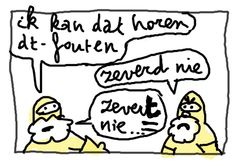 ik kan dat horen
dt-fouten
zeverd nie
zevert
nie...